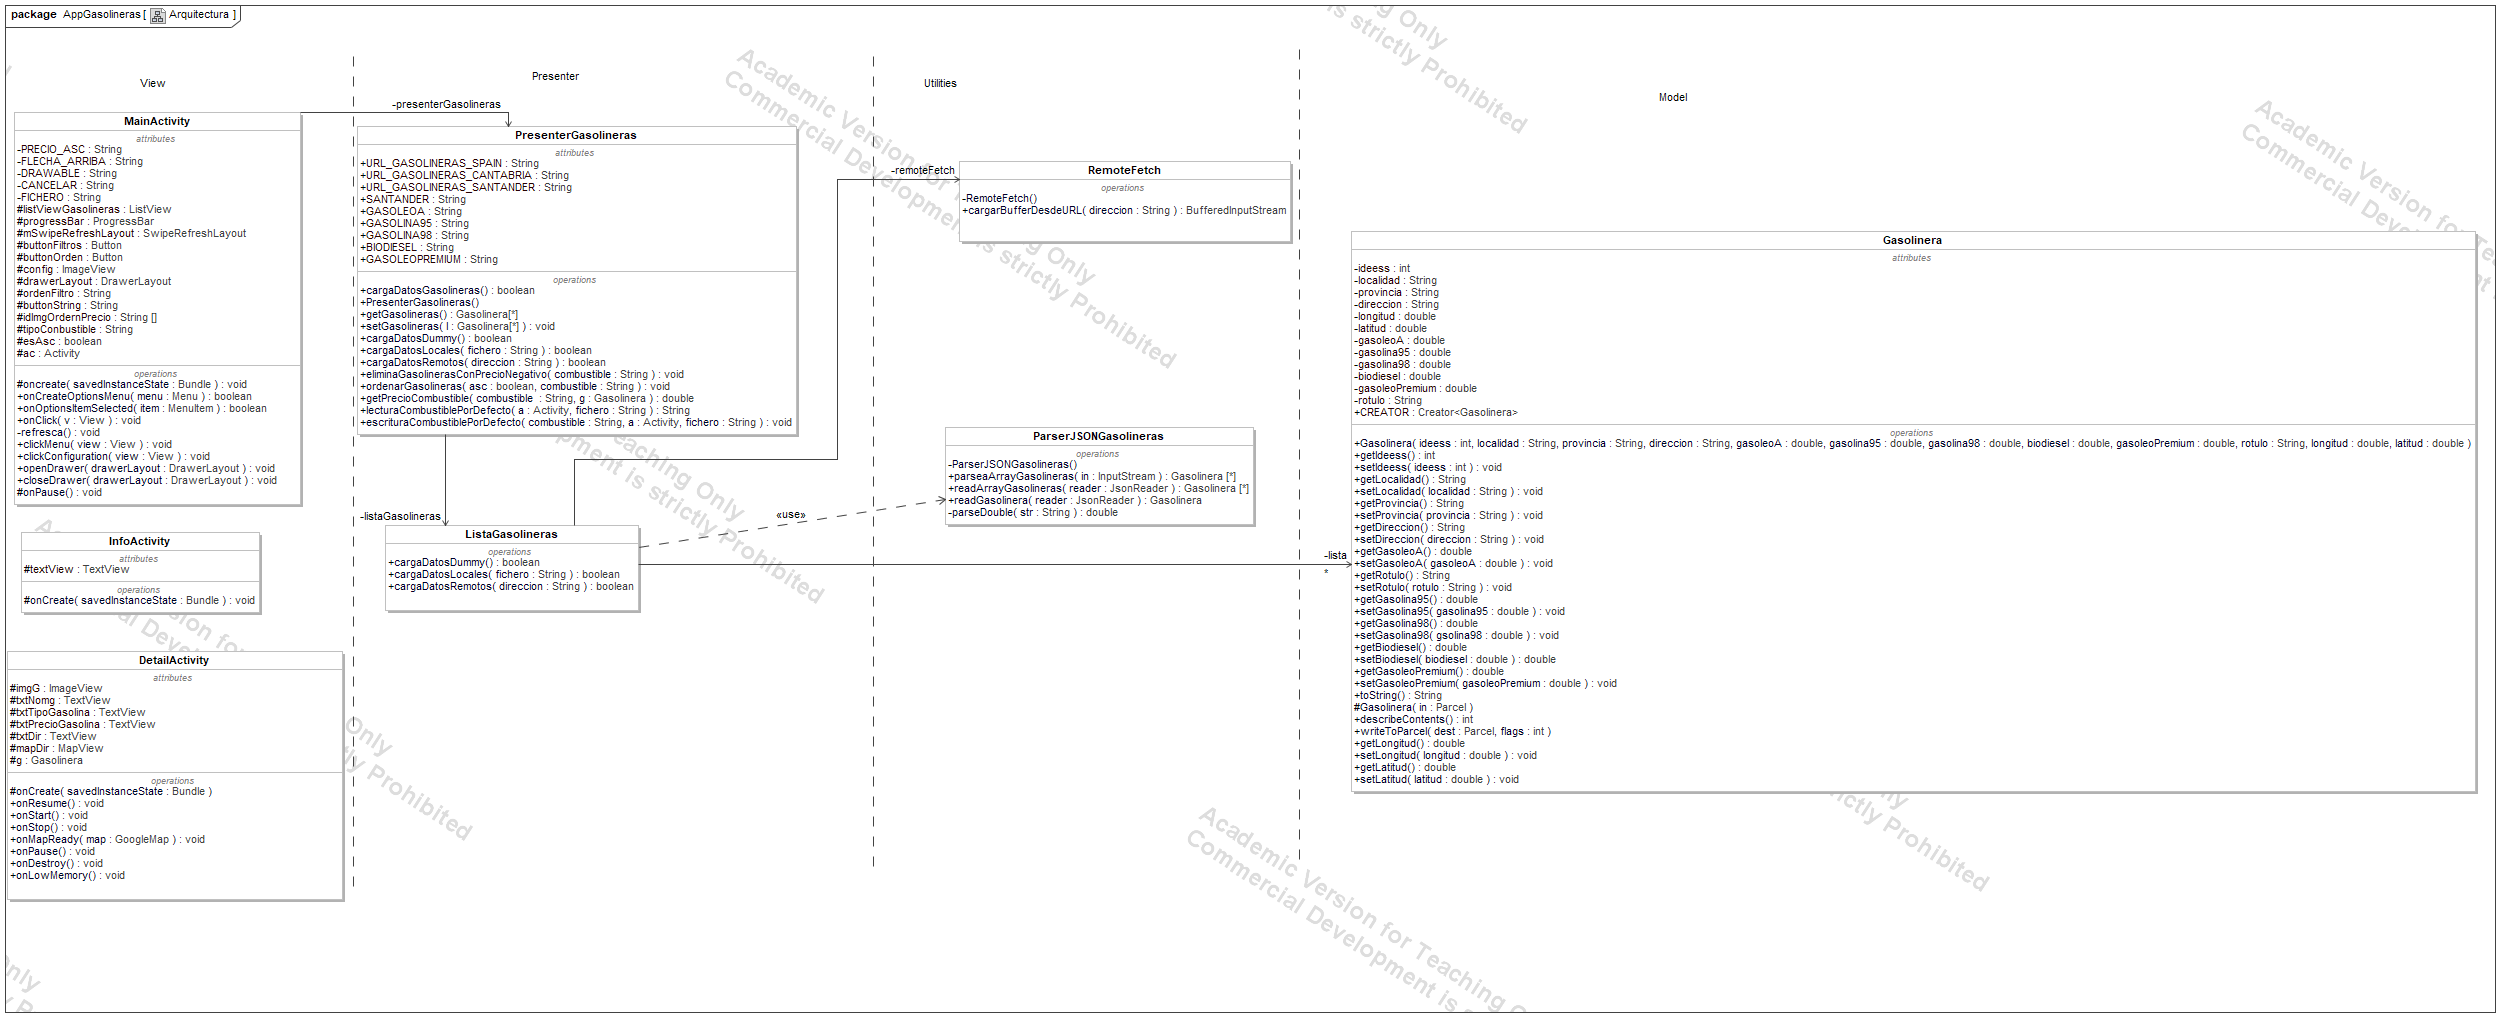 package AppGasolineras [ Arquitectura ]
View
Presenter
Utilities
Model
-presenterGasolineras
MainActivity
attributes
-PRECIO_ASC : String
-FLECHA_ARRIBA : String
-DRAWABLE : String
-CANCELAR : String
-FICHERO : String
#listViewGasolineras : ListView
#progressBar : ProgressBar
#mSwipeRefreshLayout : SwipeRefreshLayout
#buttonFiltros : Button
#buttonOrden : Button
#config : ImageView
#drawerLayout : DrawerLayout
#ordenFiltro : String
#buttonString : String
#idImgOrdernPrecio : String []
#tipoConbustible : String
#esAsc : boolean
#ac : Activity
operations
#oncreate( savedInstanceState : Bundle ) : void
+onCreateOptionsMenu( menu : Menu ) : boolean
+onOptionsItemSelected( item : MenuItem ) : boolean
+onClick( v : View ) : void
-refresca() : void
+clickMenu( view : View ) : void
+clickConfiguration( view : View ) : void
+openDrawer( drawerLayout : DrawerLayout ) : void
+closeDrawer( drawerLayout : DrawerLayout ) : void
#onPause() : void
InfoActivity
attributes
#textView : TextView
operations
#onCreate( savedInstanceState : Bundle ) : void
DetailActivity
attributes
#imgG : ImageView
#txtNomg : TextView
#txtTipoGasolina : TextView
#txtPrecioGasolina : TextView
#txtDir : TextView
#mapDir : MapView
#g : Gasolinera
operations
#onCreate( savedInstanceState : Bundle )
+onResume() : void
+onStart() : void
+onStop() : void
+onMapReady( map : GoogleMap ) : void
+onPause() : void
+onDestroy() : void
+onLowMemory() : void
PresenterGasolineras
attributes
+URL_GASOLINERAS_SPAIN : String
+URL_GASOLINERAS_CANTABRIA : String
+URL_GASOLINERAS_SANTANDER : String
+SANTANDER : String
+GASOLEOA : String
+GASOLINA95 : String
+GASOLINA98 : String
+BIODIESEL : String
+GASOLEOPREMIUM : String
operations
+cargaDatosGasolineras() : boolean
+PresenterGasolineras()
+getGasolineras() : Gasolinera[*]
+setGasolineras( l : Gasolinera[*] ) : void
+cargaDatosDummy() : boolean
+cargaDatosLocales( fichero : String ) : boolean
+cargaDatosRemotos( direccion : String ) : boolean
+eliminaGasolinerasConPrecioNegativo( combustible : String ) : void
+ordenarGasolineras( asc : boolean, combustible : String ) : void
+getPrecioCombustible( combustible : String, g : Gasolinera ) : double
+lecturaCombustiblePorDefecto( a : Activity, fichero : String ) : String
+escrituraCombustiblePorDefecto( combustible : String, a : Activity, fichero : String ) : void
-listaGasolineras
ListaGasolineras
operations
+cargaDatosDummy() : boolean
+cargaDatosLocales( fichero : String ) : boolean
+cargaDatosRemotos( direccion : String ) : boolean
-remoteFetch
RemoteFetch
operations
-RemoteFetch()
+cargarBufferDesdeURL( direccion : String ) : BufferedInputStream
«use»
ParserJSONGasolineras
operations
-ParserJSONGasolineras()
+parseaArrayGasolineras( in : InputStream ) : Gasolinera [*]
+readArrayGasolineras( reader : JsonReader ) : Gasolinera [*]
+readGasolinera( reader : JsonReader ) : Gasolinera
-parseDouble( str : String ) : double
-lista
*
Gasolinera
attributes
-ideess : int
-localidad : String
-provincia : String
-direccion : String
-longitud : double
-latitud : double
-gasoleoA : double
-gasolina95 : double
-gasolina98 : double
-biodiesel : double
-gasoleoPremium : double
-rotulo : String
+CREATOR : Creator<Gasolinera>
operations
+Gasolinera( ideess : int, localidad : String, provincia : String, direccion : String, gasoleoA : double, gasolina95 : double, gasolina98 : double, biodiesel : double, gasoleoPremium : double, rotulo : String, longitud : double, latitud : double )
+getIdeess() : int
+setIdeess( ideess : int ) : void
+getLocalidad() : String
+setLocalidad( localidad : String ) : void
+getProvincia() : String
+setProvincia( provincia : String ) : void
+getDireccion() : String
+setDireccion( direccion : String ) : void
+getGasoleoA() : double
+setGasoleoA( gasoleoA : double ) : void
+getRotulo() : String
+setRotulo( rotulo : String ) : void
+getGasolina95() : double
+setGasolina95( gasolina95 : double ) : void
+getGasolina98() : double
+setGasolina98( gsolina98 : double ) : void
+getBiodiesel() : double
+setBiodiesel( biodiesel : double ) : double
+getGasoleoPremium() : double
+setGasoleoPremium( gasoleoPremium : double ) : void
+toString() : String
#Gasolinera( in : Parcel )
+describeContents() : int
+writeToParcel( dest : Parcel, flags : int )
+getLongitud() : double
+setLongitud( longitud : double ) : void
+getLatitud() : double
+setLatitud( latitud : double ) : void
Academic Version for Teaching Only
Commercial Development is strictly Prohibited